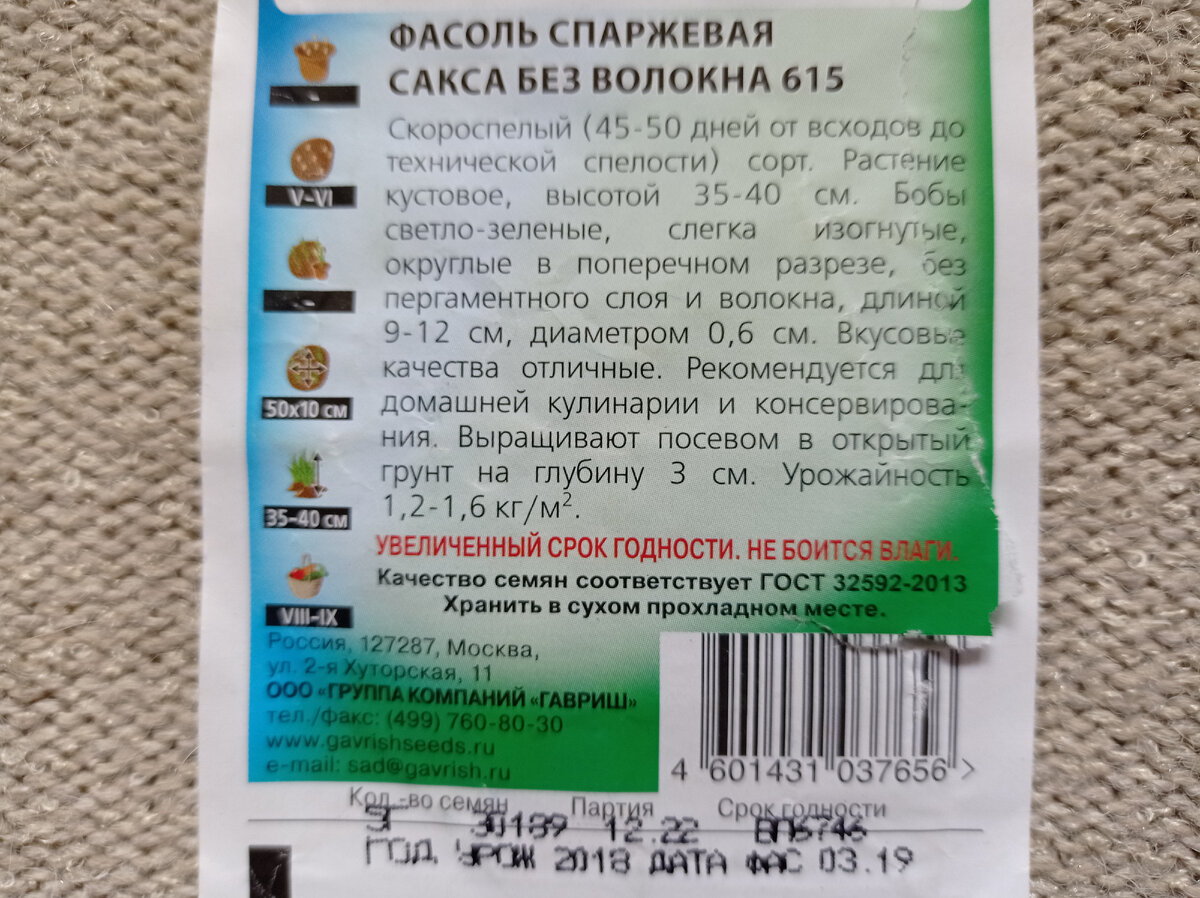 ФАСОЛЬ СПАРЖЕВАЯ
САКСА БЕЗ ВОЛОКНА 615
Скороспелый (45-50 дней от всходов до
технической спелости) сорт. Растение
кустовое, высотой 35-40 см. Бобы
светло-зеленые, слегка изогнутые,
округлые в поперечном разрезе, без
пергаментного слоя и волокна, длиной
9-12 см, диаметром 0,6 см. Вкусовые
качества отличные. Рекомендуется для
домашней кулинарии и консервирова-
ния. Выращивают посевом в открытый
грунт на глубину 3 см. Урожайность
1,2-1,6 кг/м².
УВЕЛИЧЕННЫЙ СРОК ГОДНОСТИ. НЕ БОИТСЯ ВЛАГИ.
Качество семян соответствует ГОСТ 32592-2013
Хранить в сухом прохладном месте.
V-VI
50х10 см
35-40 см
VIII-IX
Россия, 127287, Москва,
ул. 2-я Хуторская, 11
ООО «ГРУППА КОМПАНИЙ «ГАВРИШ»
тел./факс: (499) 760-80-30
www.gavrishseeds.ru
e-mail: sad@gavrish.ru
4 601431 037656 >
Кол.-во семян Партия Срок годности
5Г 30189 12.22 ВП6746
ГОД УРОЖ 2018 ДАТА ФАС 03.19